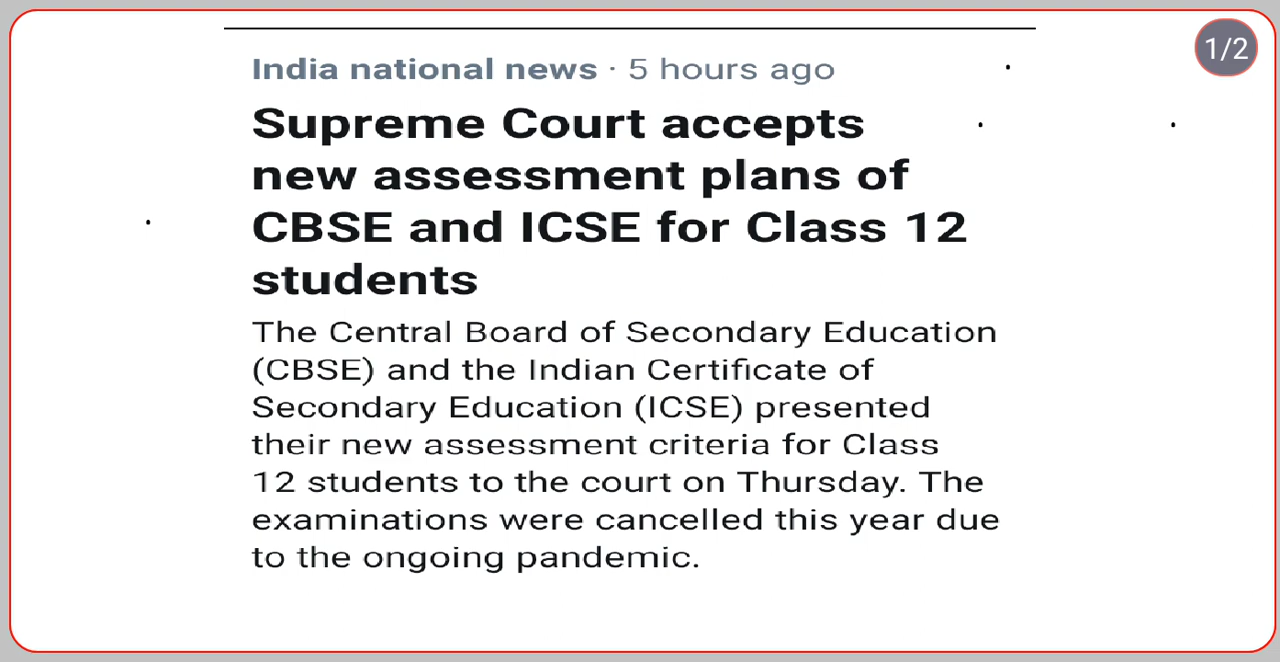 1/2
India national news · 5 hours ago
Supreme Court accepts
new assessment plans of
CBSE and ICSE for Class 12
students
The Central Board of Secondary Education
(CBSE) and the Indian Certificate of
Secondary Education (ICSE) presented
their new assessment criteria for Class
12 students to the court on Thursday. The
examinations were cancelled this year due
to the ongoing pandemic.